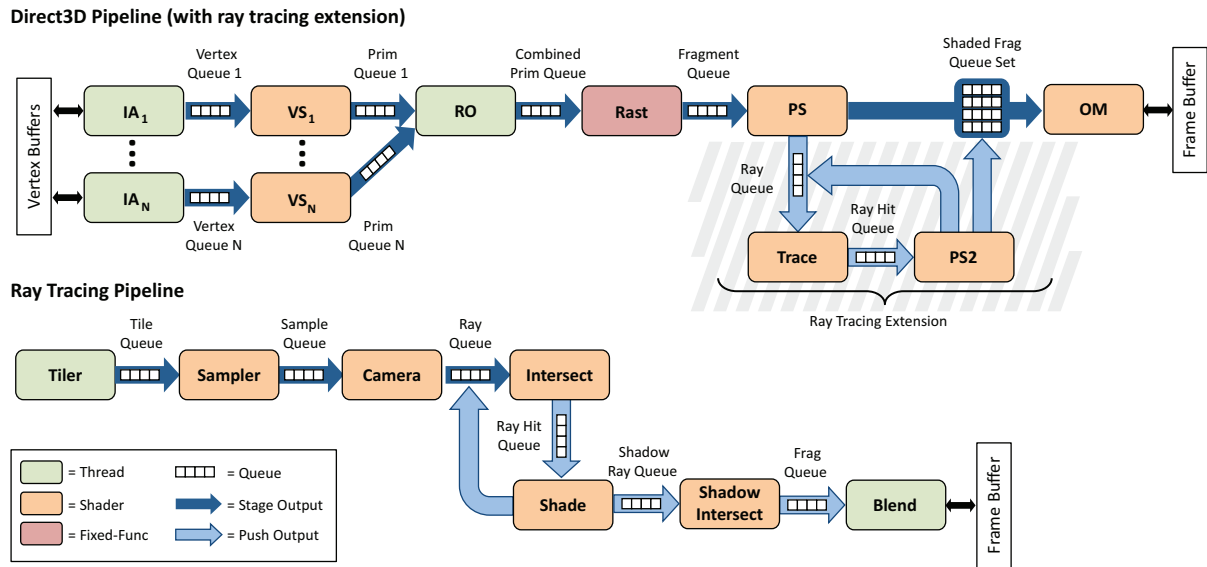 Direct3D Pipeline (with ray tracing extension)
Vertex Buffers
IA1
Vertex
Queue 1
VS1
Prim
Queue 1
RO
Combined
Prim Queue
Rast
Fragment
Queue
PS
Shaded Frag
Queue Set
OM
Frame Buffer
IAN
Vertex
Queue N
VSN
Prim
Queue N
Ray
Queue
Trace
Ray Hit
Queue
PS2
Ray Tracing Extension
Ray Tracing Pipeline
Tiler
Tile
Queue
Sampler
Sample
Queue
Camera
Ray
Queue
Intersect
Ray Hit
Queue
Shade
Shadow
Ray Queue
Shadow
Intersect
Frag
Queue
Blend
Frame Buffer
= Thread
= Queue
= Shader
= Stage Output
= Fixed-Func
= Push Output